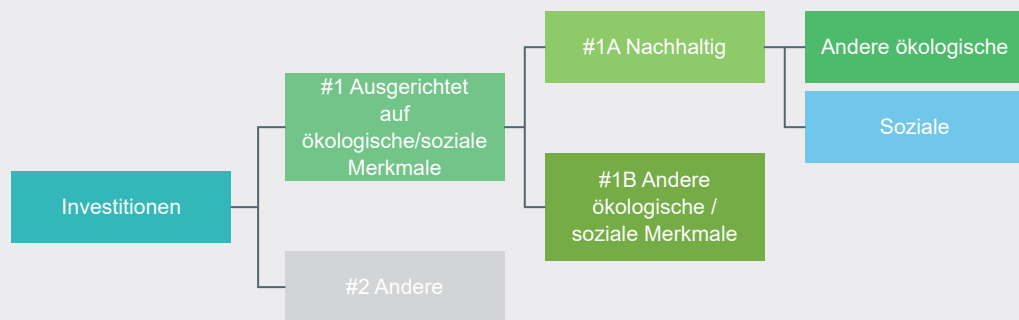 Investitionen
#1 Ausgerichtet
auf
ökologische/soziale
Merkmale
#2 Andere
#1A Nachhaltig
#1B Andere
ökologische /
soziale Merkmale
Andere ökologische
Soziale